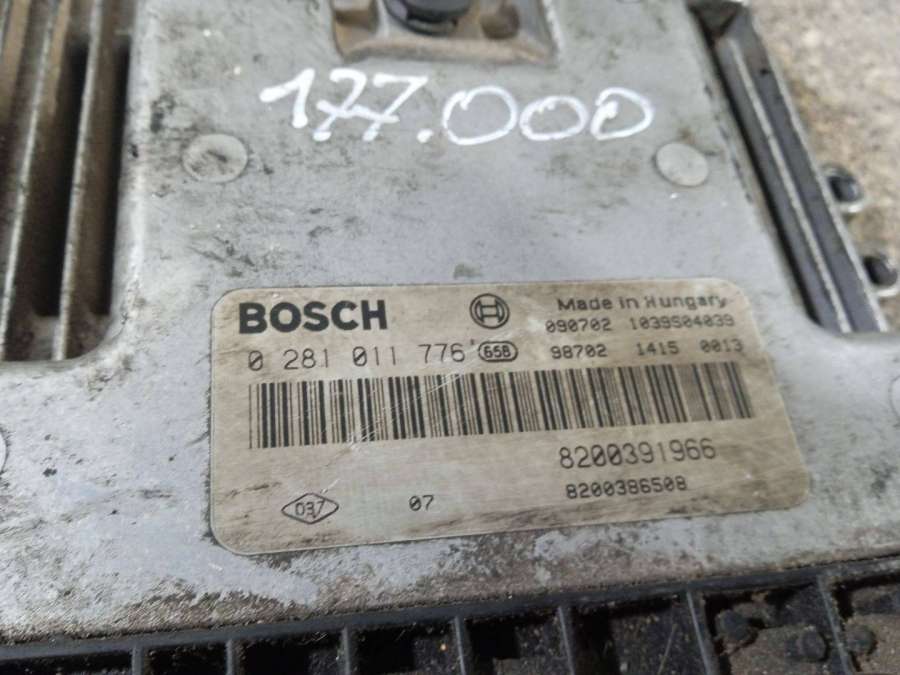 177.000
BOSCH Made in Hungary
090702 1039S04039
0 281 011 776 65B 98702 1415 0013
8200391966
8200386508
037 07